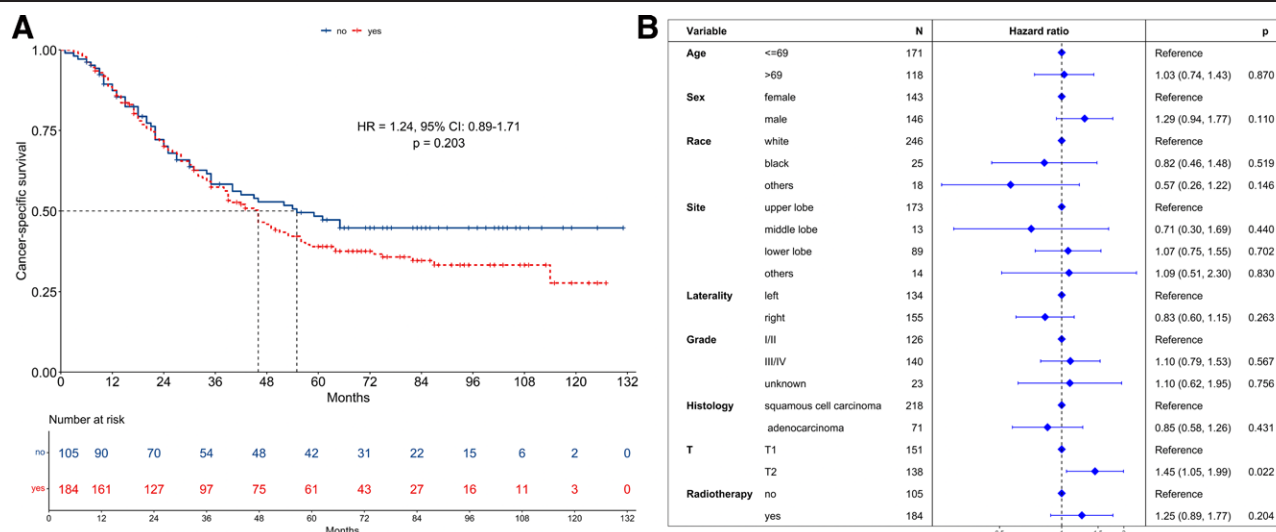 A
no yes
1.00
0.75
0.50
0.25
0.00
Cancer-specific survival
HR = 1.24, 95% CI: 0.89-1.71
p = 0.203
0 12 24 36 48 60 72 84 96 108 120 132
Months
Number at risk
no 105 90 70 54 48 42 31 22 15 6 2 0
yes 184 161 127 97 75 61 43 27 16 11 3 0
0 12 24 36 48 60 72 84 96 108 120 132
Months
B
Variable N Hazard ratio p
Age <=69 171 Reference
>69 118 1.03 (0.74, 1.43) 0.870
Sex female 143 Reference
male 146 1.29 (0.94, 1.77) 0.110
Race white 246 Reference
black 25 0.82 (0.46, 1.48) 0.519
others 18 0.57 (0.26, 1.22) 0.146
Site upper lobe 173 Reference
middle lobe 13 0.71 (0.30, 1.69) 0.440
lower lobe 89 1.07 (0.75, 1.55) 0.702
others 14 1.09 (0.51, 2.30) 0.830
Laterality left 134 Reference
right 155 0.83 (0.60, 1.15) 0.263
Grade I/II 126 Reference
III/IV 140 1.10 (0.79, 1.53) 0.567
unknown 23 1.10 (0.62, 1.95) 0.756
Histology squamous cell carcinoma 218 Reference
adenocarcinoma 71 0.85 (0.58, 1.26) 0.431
T T1 151 Reference
T2 138 1.45 (1.05, 1.99) 0.022
Radiotherapy no 105 Reference
yes 184 1.25 (0.89, 1.77) 0.204